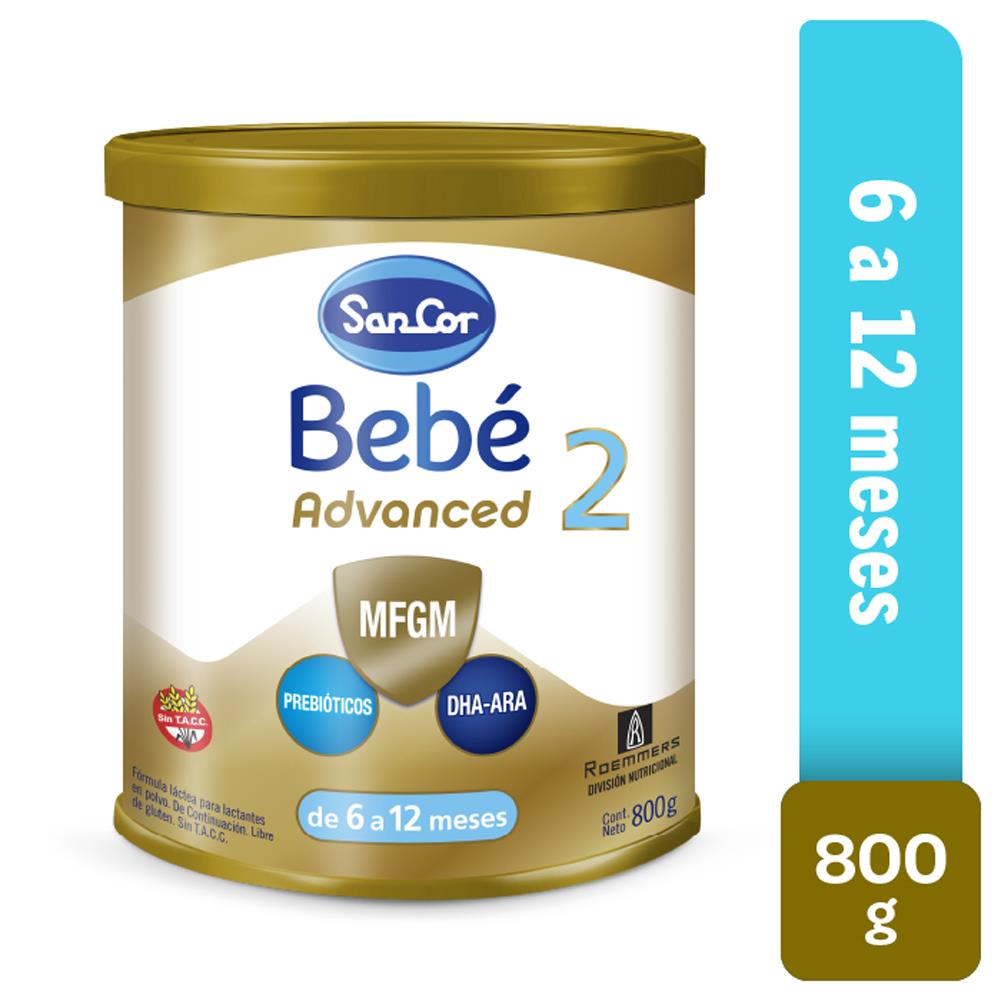 SanCor
Bebé
Advanced 2
MFGM
PREBIÓTICOS
DHA-ARA
Sin T.A.C.C.
ROEMMERS
DIVISIÓN NUTRICIONAL
Fórmula láctea para lactantes
en polvo. De Continuación. Libre
de gluten. Sin T.A.C.C.
de 6 a 12 meses
Cont.
Neto 800g
6 a 12 meses
800
g